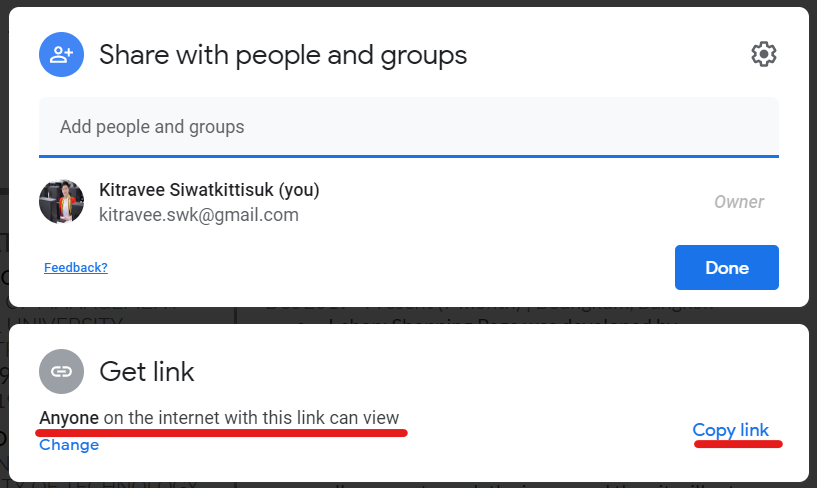 Share with people and groups
Add people and groups
Kitravee Siwatkittisuk (you)
kitravee.swk@gmail.com
Owner
Feedback?
Done
UNIVERSITY
Get link
Anyone on the internet with this link can view
Copy link
Change